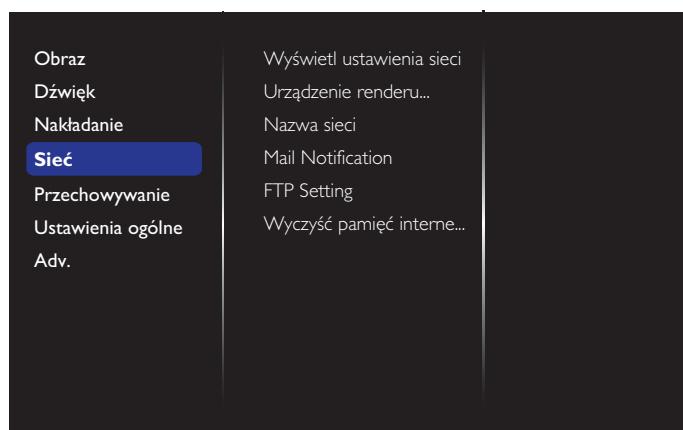 Obraz
Dźwięk
Nakładanie
Sieć
Przechowywanie
Ustawienia ogólne
Adv.
Wyświetl ustawienia sieci
Urządzenie renderu...
Nazwa sieci
Mail Notification
FTP Setting
Wyczyść pamięć interne...